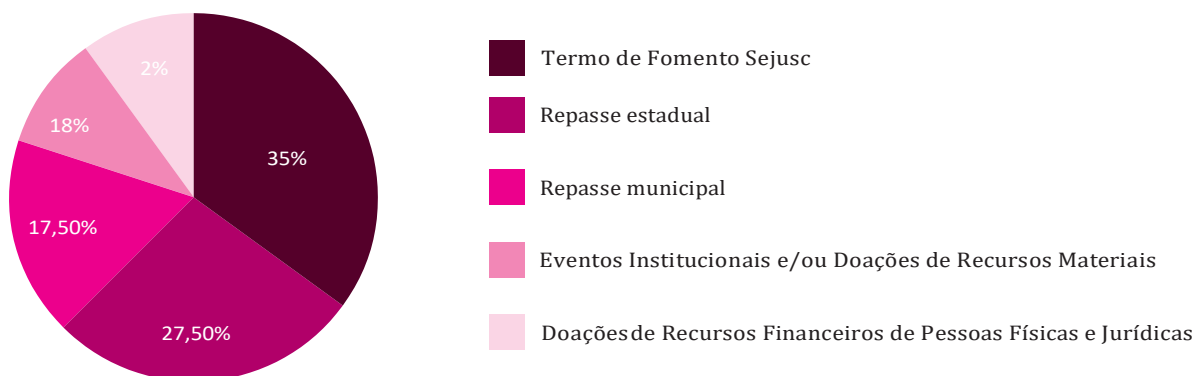 2%
18%
35%
17,50%
27,50%
Termo de Fomento Sejusc
Repasse estadual
Repasse municipal
Eventos Institucionais e/ou Doações de Recursos Materiais
Doações de Recursos Financeiros de Pessoas Físicas e Jurídicas